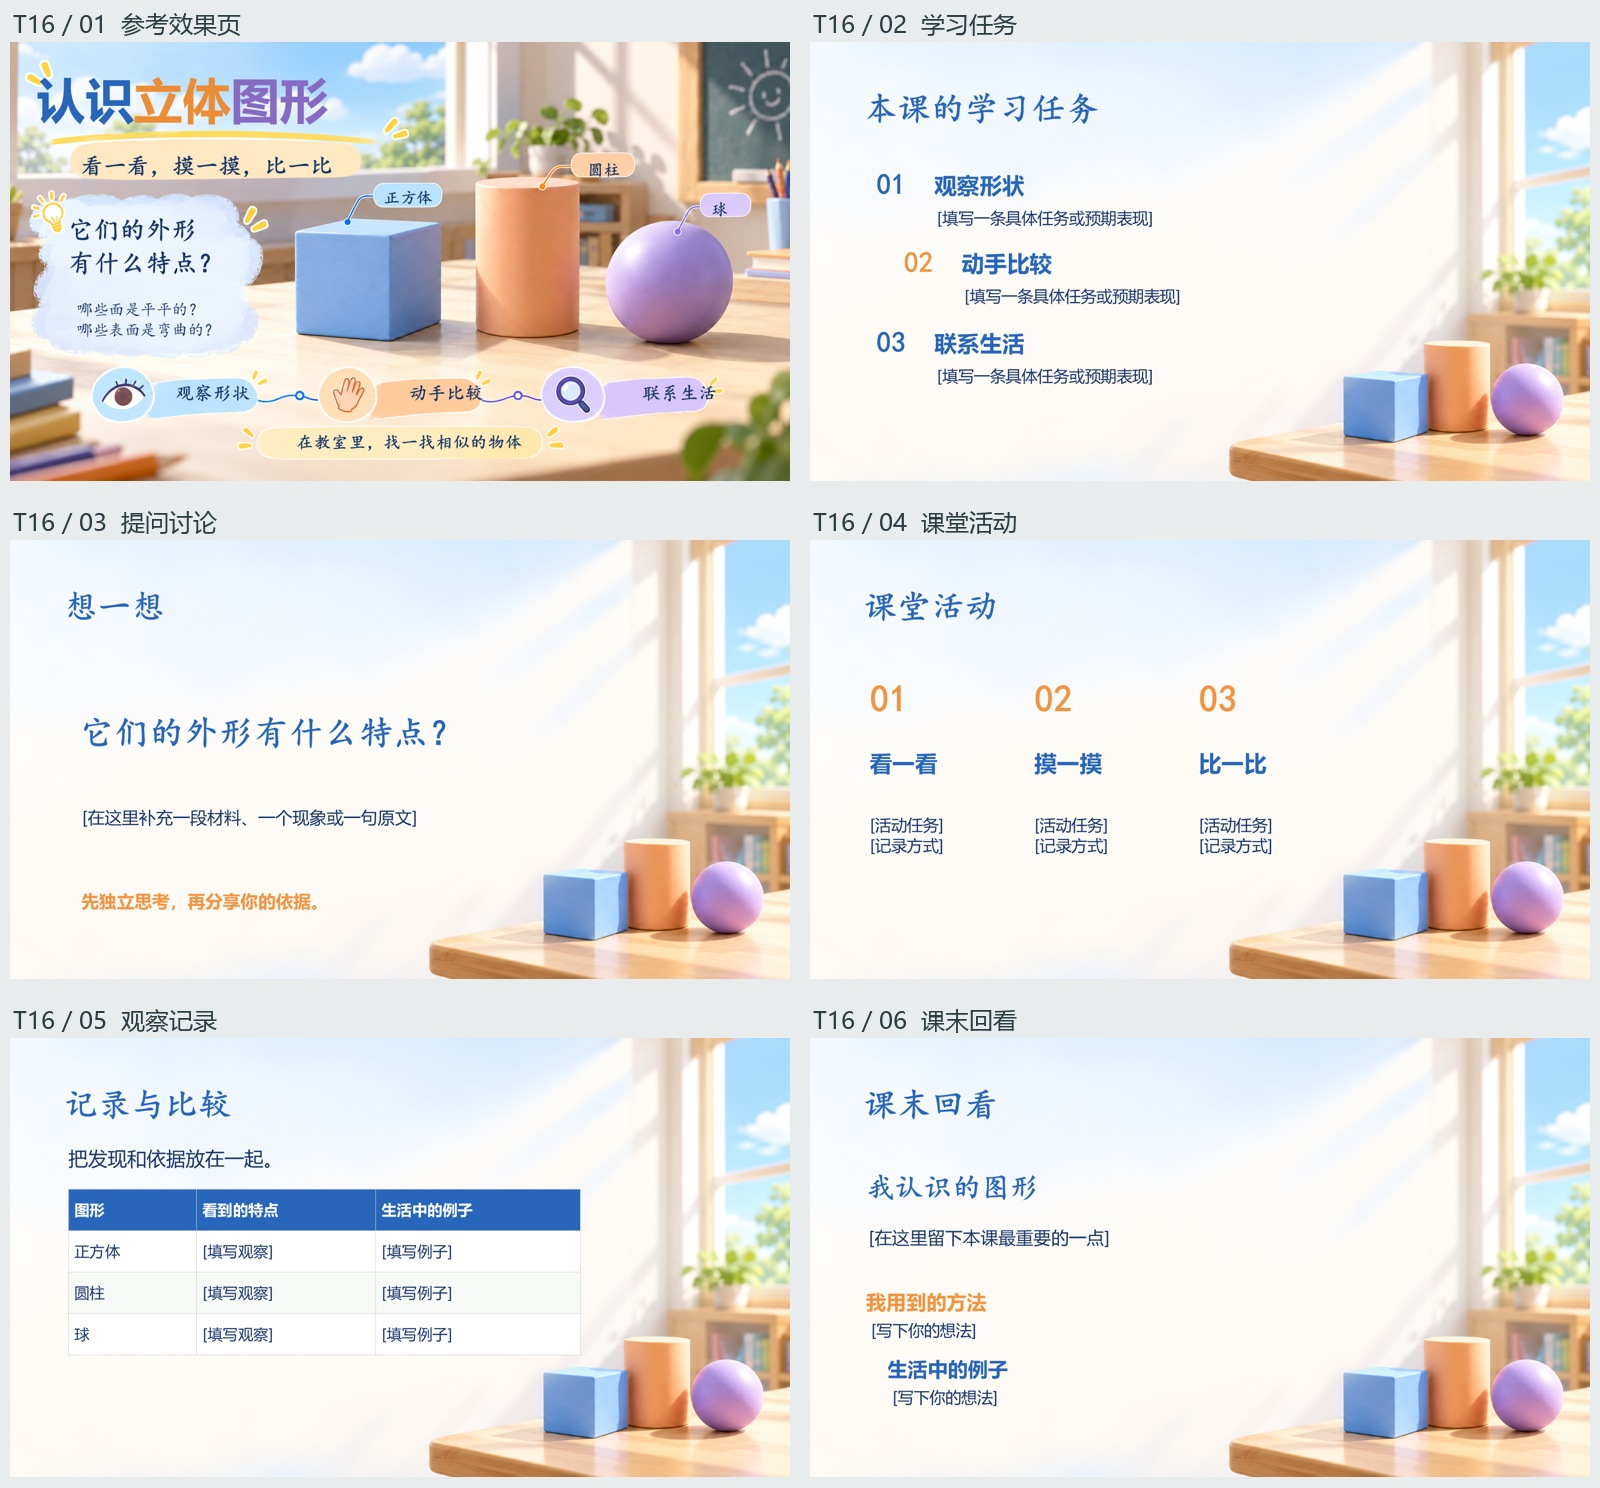 T16 / 01 参考效果页
认识立体图形
看一看，摸一摸，比一比
它们的外形
有什么特点？
哪些面是平平的？
哪些表面是弯曲的？
正方体
圆柱
球
观察形状
动手比较
联系生活
在教室里，找一找相似的物体
T16 / 02 学习任务
本课的学习任务
01 观察形状
[填写一条具体任务或预期表现]
02 动手比较
[填写一条具体任务或预期表现]
03 联系生活
[填写一条具体任务或预期表现]
T16 / 03 提问讨论
想一想
它们的外形有什么特点？
[在这里补充一段材料、一个现象或一句原文]
先独立思考，再分享你的依据。
T16 / 04 课堂活动
课堂活动
01 02 03
看一看 摸一摸 比一比
[活动任务] [活动任务] [活动任务]
[记录方式] [记录方式] [记录方式]
T16 / 05 观察记录
记录与比较
把发现和依据放在一起。
图形 看到的特点 生活中的例子
正方体 [填写观察] [填写例子]
圆柱 [填写观察] [填写例子]
球 [填写观察] [填写例子]
T16 / 06 课末回看
课末回看
我认识的图形
[在这里留下本课最重要的一点]
我用到的方法
[写下你的想法]
生活中的例子
[写下你的想法]